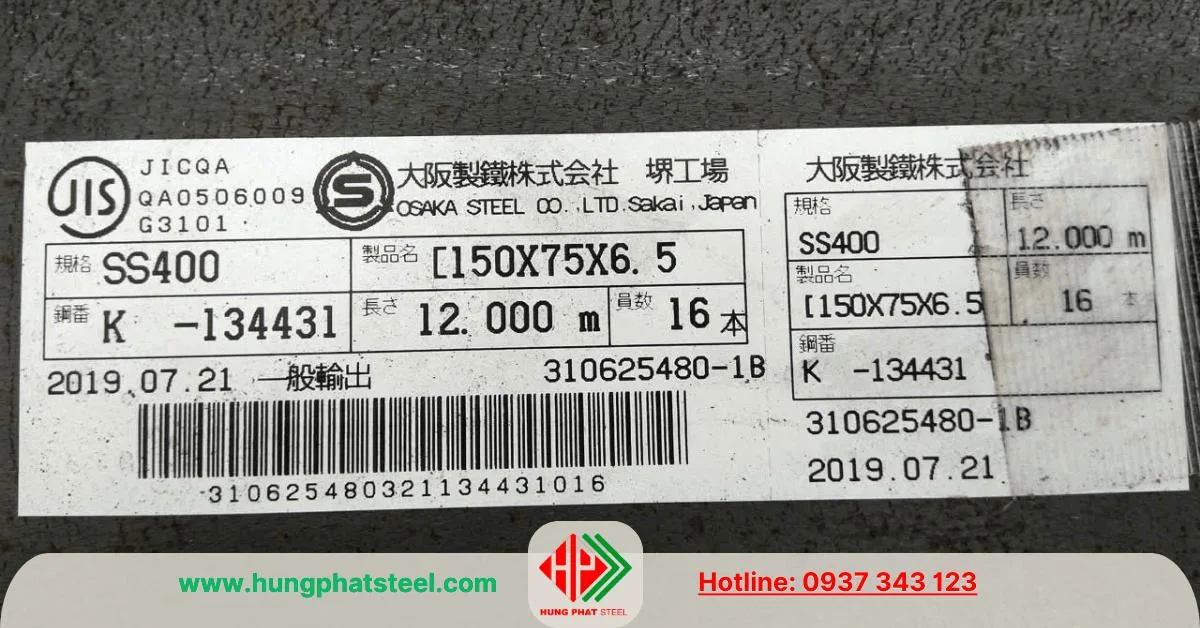 JIS
JICQA
QA0506009
G3101
S
大阪製鐵株式会社 堺工場
OSAKA STEEL CO.,LTD.Sakai,Japan
規格 SS400
製品名 [150X75X6.5
鋼番 K -134431
長さ 12.000 m
員数 16本
2019.07.21 一般輸出 310625480-1B
310625480321134431016
大阪製鐵株式会社
規格 SS400
長さ 12.000 m
製品名 [150X75X6.5
員数 16 本
鋼番 K -134431
310625480-1B
2019.07.21
www.hungphatsteel.com
HP
HUNG PHAT STEEL
Hotline: 0937 343 123